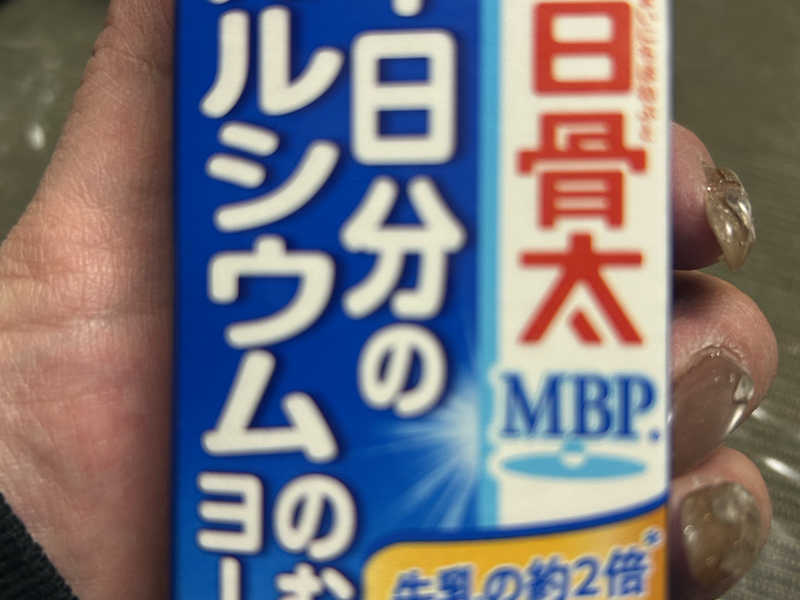 日骨太
MBP.
日分の
ルシウムの
ヨー
牛乳の約2倍*